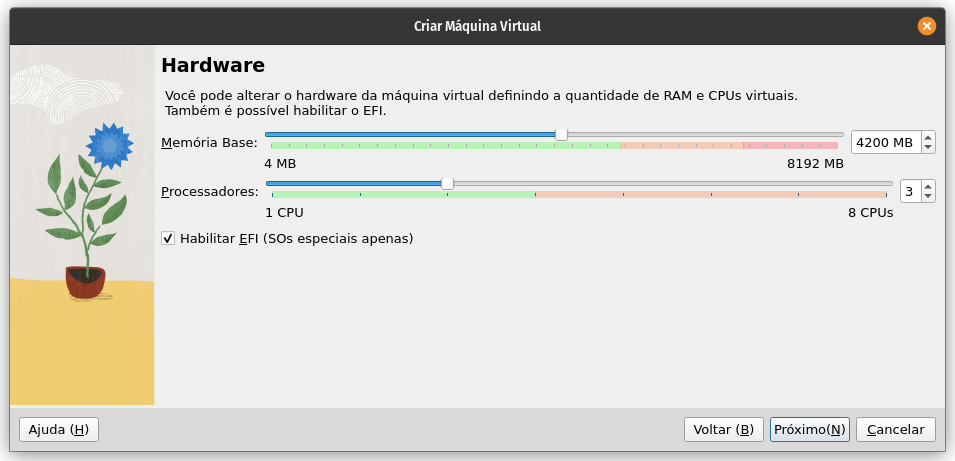 Criar Máquina Virtual
Hardware
Você pode alterar o hardware da máquina virtual definindo a quantidade de RAM e CPUs virtuais.
Também é possível habilitar o EFI.
Memória Base: 4200 MB
4 MB 8192 MB
Processadores: 3
1 CPU 8 CPUs
Habilitar EFI (SOs especiais apenas)
Ajuda (H) Voltar (B) Próximo(N) Cancelar